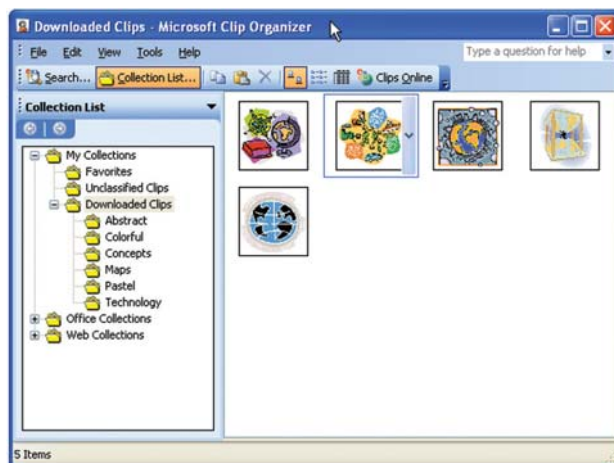 Downloaded Clips - Microsoft Clip Organizer
File Edit View Tools Help Type a question for help
Search... Collection List... Clips Online
Collection List
My Collections
Favorites
Unclassified Clips
Downloaded Clips
Abstract
Colorful
Concepts
Maps
Pastel
Technology
Office Collections
Web Collections
5 Items